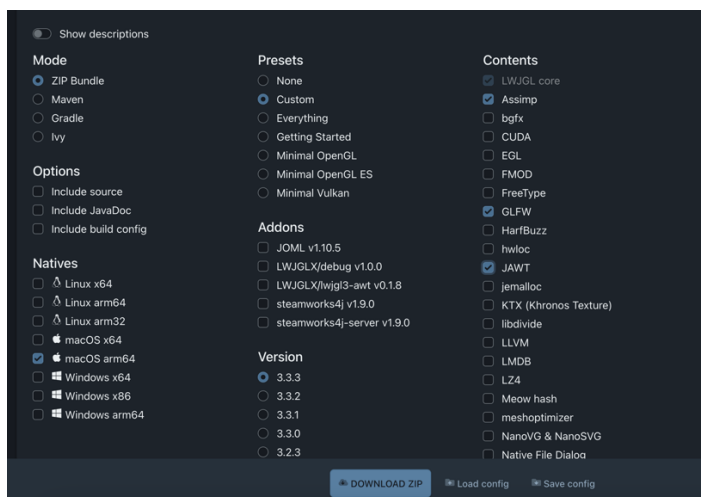 Show descriptions
Mode
ZIP Bundle
Maven
Gradle
Ivy
Options
Include source
Include JavaDoc
Include build config
Natives
Linux x64
Linux arm64
Linux arm32
macOS x64
macOS arm64
Windows x64
Windows x86
Windows arm64
Presets
None
Custom
Everything
Getting Started
Minimal OpenGL
Minimal OpenGL ES
Minimal Vulkan
Addons
JOML v1.10.5
LWJGLX/debug v1.0.0
LWJGLX/lwjgl3-awt v0.1.8
steamworks4j v1.9.0
steamworks4j-server v1.9.0
Version
3.3.3
3.3.2
3.3.1
3.3.0
3.2.3
Contents
LWJGL core
Assimp
bgfx
CUDA
EGL
FMOD
FreeType
GLFW
HarfBuzz
hwloc
JAWT
jemalloc
KTX (Khronos Texture)
libdivide
LLVM
LMDB
LZ4
Meow hash
meshoptimizer
NanoVG & NanoSVG
Native File Dialog
DOWNLOAD ZIP
Load config
Save config